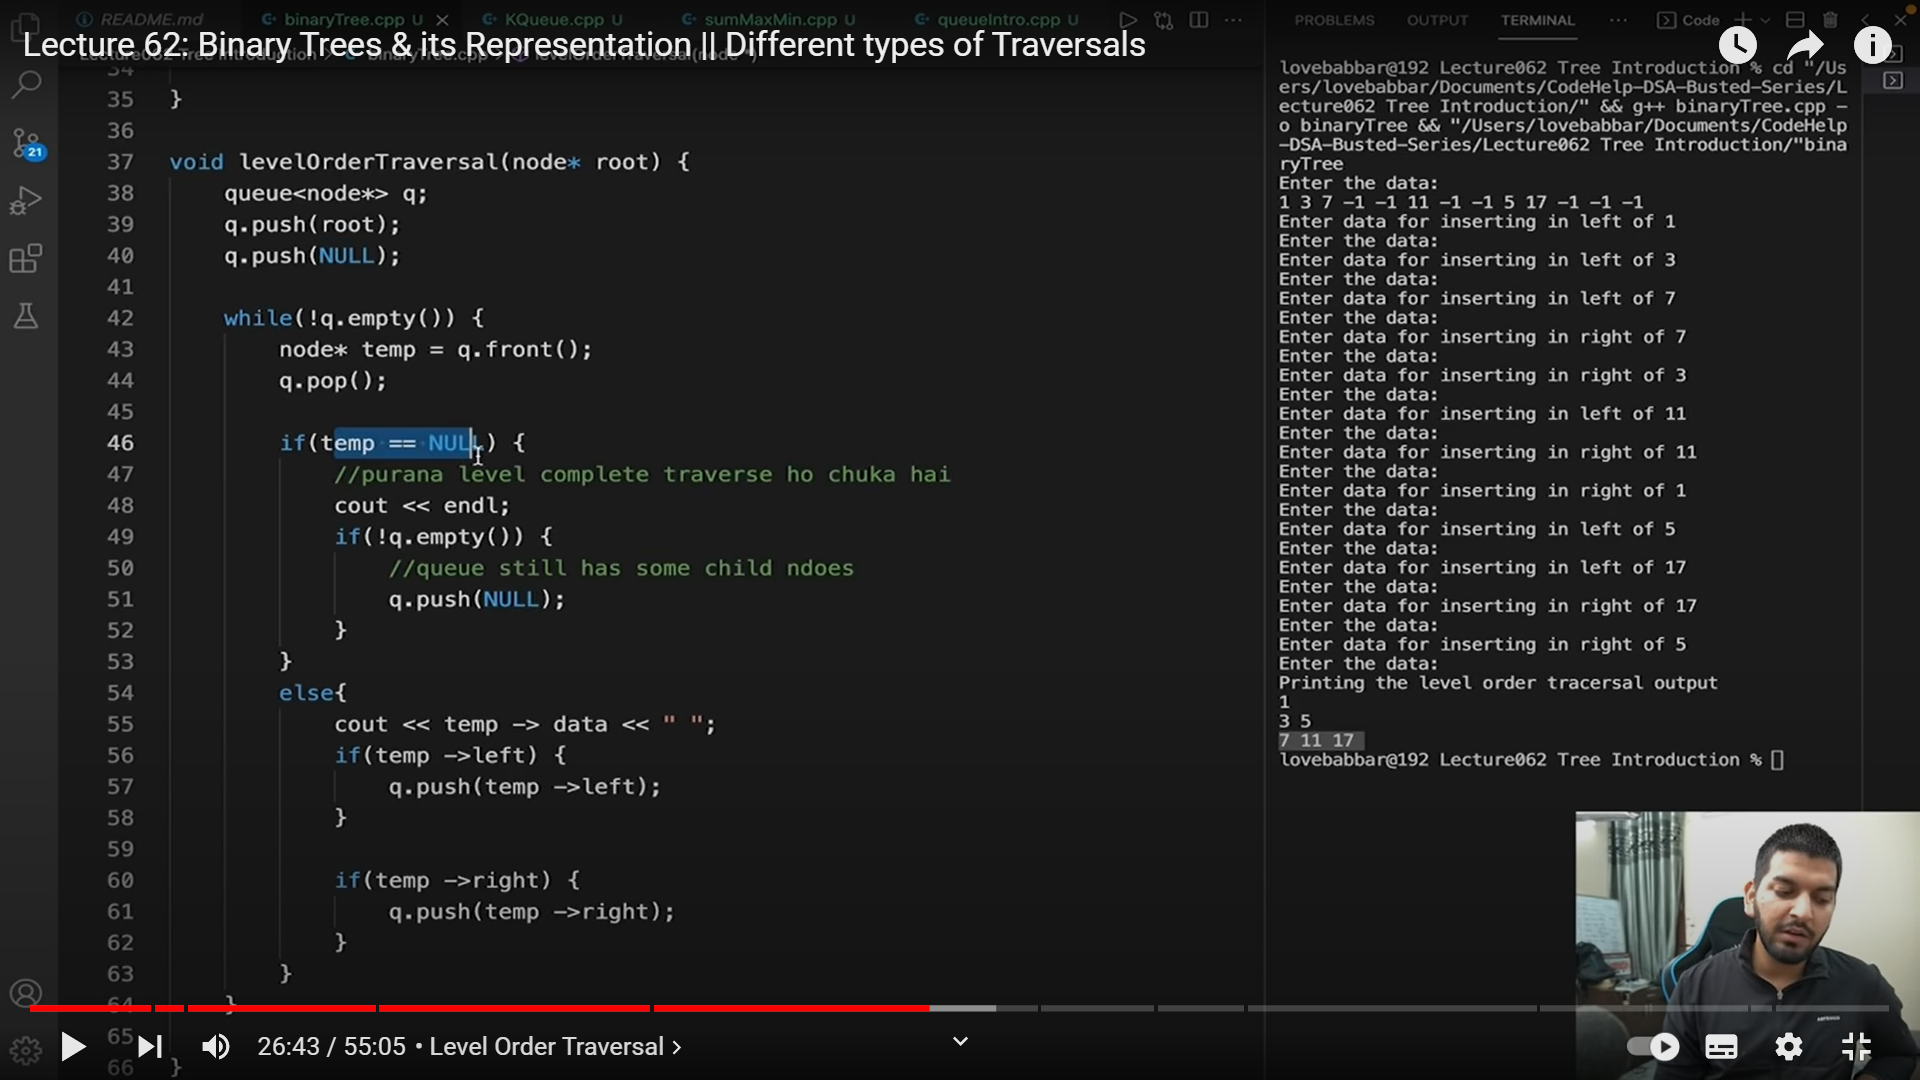 README.md
binaryTree.cpp U
KQueue.cpp U
sumMaxMin.cpp U
queueIntro.cpp U
PROBLEMS OUTPUT TERMINAL
Code
Lecture 62: Binary Trees & its Representation || Different types of Traversals
21
34
35 }
36
37 void levelOrderTraversal(node* root) {
38 queue<node*> q;
39 q.push(root);
40 q.push(NULL);
41
42 while(!q.empty()) {
43 node* temp = q.front();
44 q.pop();
45
46 if(temp == NULL) {
47 //purana level complete traverse ho chuka hai
48 cout << endl;
49 if(!q.empty()) {
50 //queue still has some child ndoes
51 q.push(NULL);
52 }
53 }
54 else{
55 cout << temp -> data << " ";
56 if(temp ->left) {
57 q.push(temp ->left);
58 }
59
60 if(temp ->right) {
61 q.push(temp ->right);
62 }
63 }
64 }
65
66 }
lovebabbar@192 Lecture062 Tree Introduction % cd "/Us
ers/lovebabbar/Documents/CodeHelp-DSA-Busted-Series/L
ecture062 Tree Introduction/" && g++ binaryTree.cpp -
o binaryTree && "/Users/lovebabbar/Documents/CodeHelp
-DSA-Busted-Series/Lecture062 Tree Introduction/"bina
ryTree
Enter the data:
1 3 7 -1 -1 11 -1 -1 5 17 -1 -1 -1
Enter data for inserting in left of 1
Enter the data:
Enter data for inserting in left of 3
Enter the data:
Enter data for inserting in left of 7
Enter the data:
Enter data for inserting in right of 7
Enter the data:
Enter data for inserting in right of 3
Enter the data:
Enter data for inserting in left of 11
Enter the data:
Enter data for inserting in right of 11
Enter the data:
Enter data for inserting in right of 1
Enter the data:
Enter data for inserting in left of 5
Enter the data:
Enter data for inserting in left of 17
Enter the data:
Enter data for inserting in right of 17
Enter the data:
Enter data for inserting in right of 5
Enter the data:
Printing the level order tracersal output
1
3 5
7 11 17
lovebabbar@192 Lecture062 Tree Introduction %
26:43 / 55:05 • Level Order Traversal